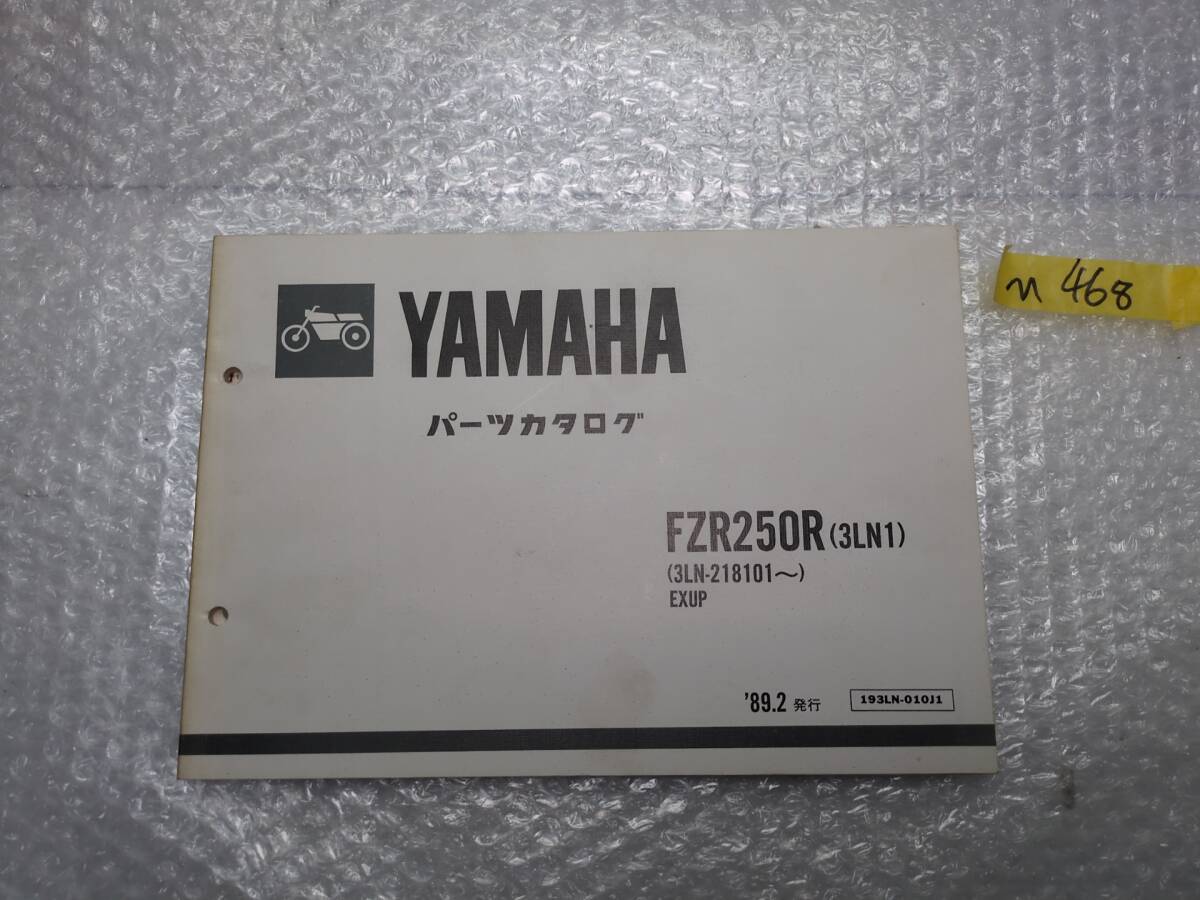 YAMAHA
パーツカタログ
FZR250R(3LN1)
(3LN-218101〜)
EXUP
'89.2 発行
193LN-010J1
n 468